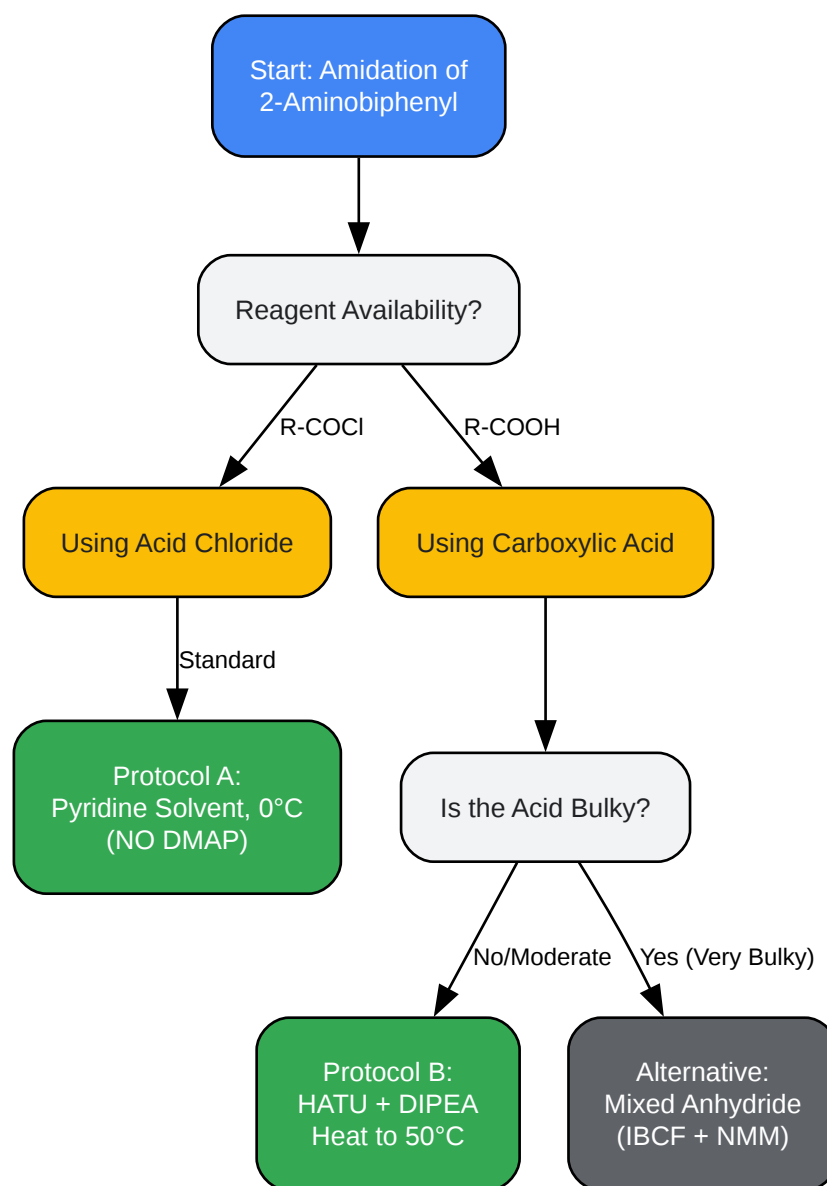 Start: Amidation of
2-Aminobiphenyl
Reagent Availability?
R-COCl
R-COOH
Using Acid Chloride
Using Carboxylic Acid
Standard
Protocol A:
Pyridine Solvent, 0°C
(NO DMAP)
Is the Acid Bulky?
No/Moderate
Yes (Very Bulky)
Protocol B:
HATU + DIPEA
Heat to 50°C
Alternative:
Mixed Anhydride
(IBCF + NMM)